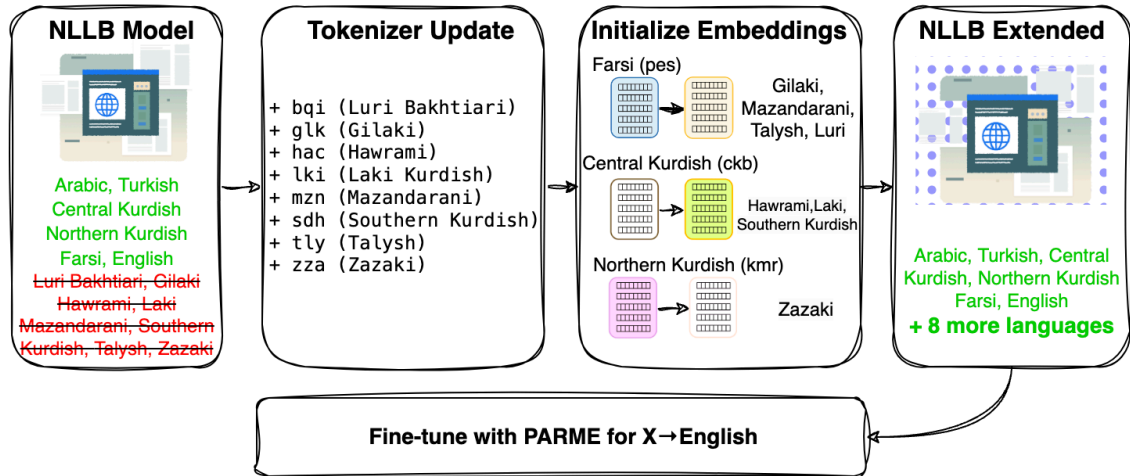 NLLB Model
Arabic, Turkish
Central Kurdish
Northern Kurdish
Farsi, English
Luri Bakhtiari, Gilaki
Hawrami, Laki
Mazandarani, Southern
Kurdish, Talysh, Zazaki
Tokenizer Update
+ bqi (Luri Bakhtiari)
+ glk (Gilaki)
+ hac (Hawrami)
+ lki (Laki Kurdish)
+ mzn (Mazandarani)
+ sdh (Southern Kurdish)
+ tly (Talysh)
+ zza (Zazaki)
Initialize Embeddings
Farsi (pes)
Gilaki,
Mazandarani,
Talysh, Luri
Central Kurdish (ckb)
Hawrami,Laki,
Southern Kurdish
Northern Kurdish (kmr)
Zazaki
NLLB Extended
Arabic, Turkish, Central
Kurdish, Northern Kurdish
Farsi, English
+ 8 more languages
Fine-tune with PARME for X→English